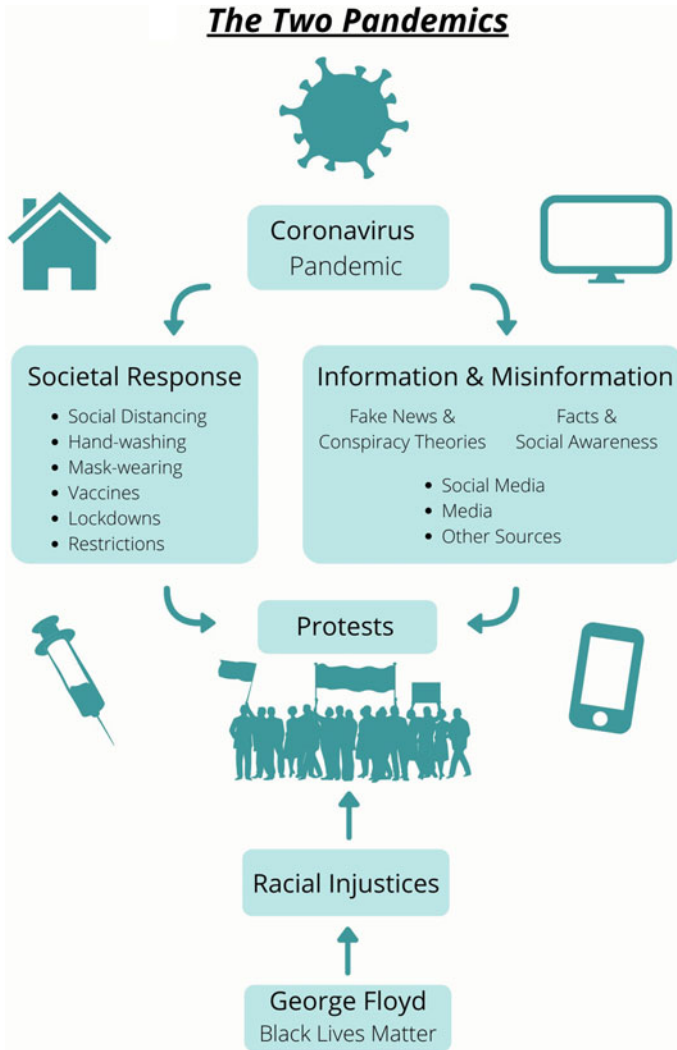 The Two Pandemics
Coronavirus
Pandemic
Societal Response
• Social Distancing
• Hand-washing
• Mask-wearing
• Vaccines
• Lockdowns
• Restrictions
Information & Misinformation
Fake News &
Conspiracy Theories
Facts &
Social Awareness
• Social Media
• Media
• Other Sources
Protests
Racial Injustices
George Floyd
Black Lives Matter